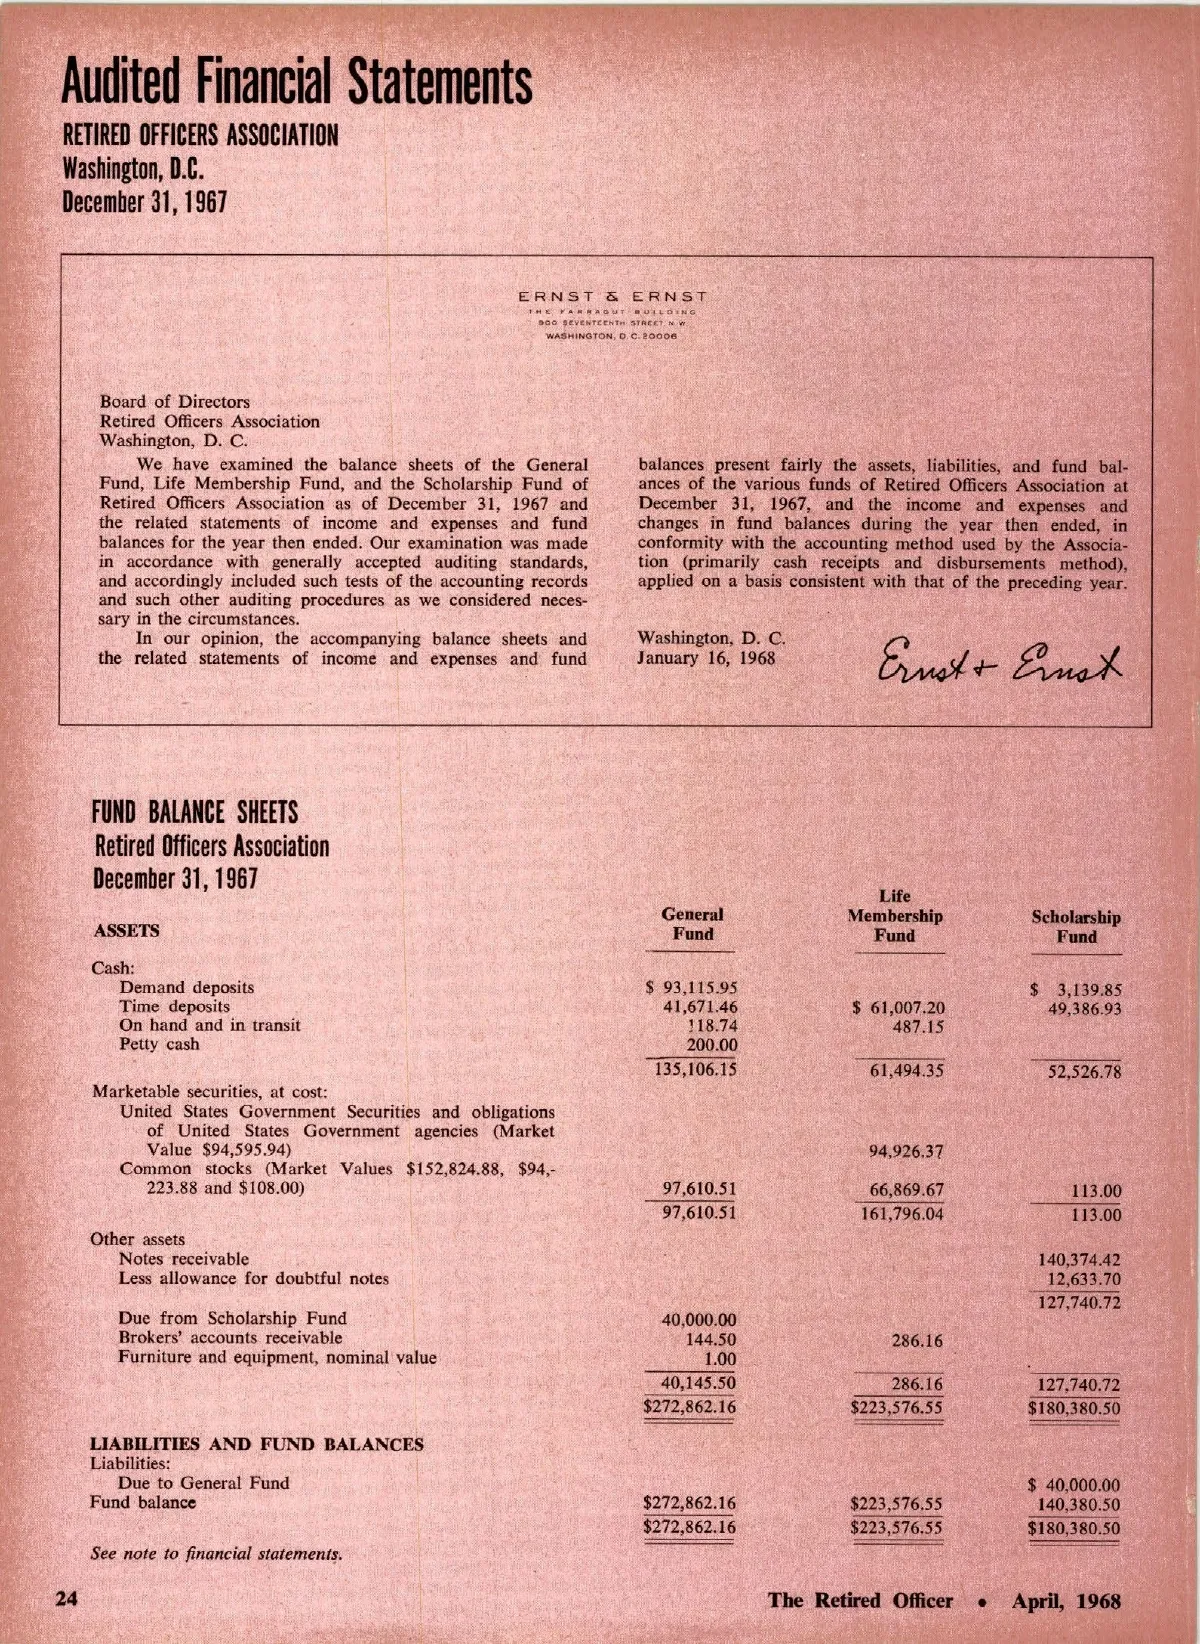 Audited Financial Statements
RETIRED OFFICERS ASSOCIATION
Washington, D.C.
December 31, 1967
ERNST & ERNST
THE FARRAGUT BUILDING
900 SEVENTEENTH STREET N W
WASHINGTON, D. C. 20006
Board of Directors
Retired Officers Association
Washington, D. C.
We have examined the balance sheets of the General
Fund, Life Membership Fund, and the Scholarship Fund of
Retired Officers Association as of December 31, 1967 and
the related statements of income and expenses and fund
balances for the year then ended. Our examination was made
in accordance with generally accepted auditing standards,
and accordingly included such tests of the accounting records
and such other auditing procedures as we considered neces-
sary in the circumstances.
In our opinion, the accompanying balance sheets and
the related statements of income and expenses and fund
balances present fairly the assets, liabilities, and fund bal-
ances of the various funds of Retired Officers Association at
December 31, 1967, and the income and expenses and
changes in fund balances during the year then ended, in
conformity with the accounting method used by the Associa-
tion (primarily cash receipts and disbursements method),
applied on a basis consistent with that of the preceding year.
Washington, D. C.
January 16, 1968
Ernst + Ernst
FUND BALANCE SHEETS
Retired Officers Association
December 31, 1967
ASSETS
General Fund
Life Membership Fund
Scholarship Fund
Cash:
Demand deposits $ 93,115.95 $ 3,139.85
Time deposits 41,671.46 $ 61,007.20 49,386.93
On hand and in transit 118.74 487.15
Petty cash 200.00
135,106.15 61,494.35 52,526.78
Marketable securities, at cost:
United States Government Securities and obligations
of United States Government agencies (Market
Value $94,595.94) 94,926.37
Common stocks (Market Values $152,824.88, $94,-
223.88 and $108.00) 97,610.51 66,869.67 113.00
97,610.51 161,796.04 113.00
Other assets
Notes receivable 140,374.42
Less allowance for doubtful notes 12,633.70
127,740.72
Due from Scholarship Fund 40,000.00
Brokers' accounts receivable 144.50 286.16
Furniture and equipment, nominal value 1.00
40,145.50 286.16 127,740.72
$272,862.16 $223,576.55 $180,380.50
LIABILITIES AND FUND BALANCES
Liabilities:
Due to General Fund $ 40,000.00
Fund balance $272,862.16 $223,576.55 140,380.50
$272,862.16 $223,576.55 $180,380.50
See note to financial statements.
24 The Retired Officer • April, 1968